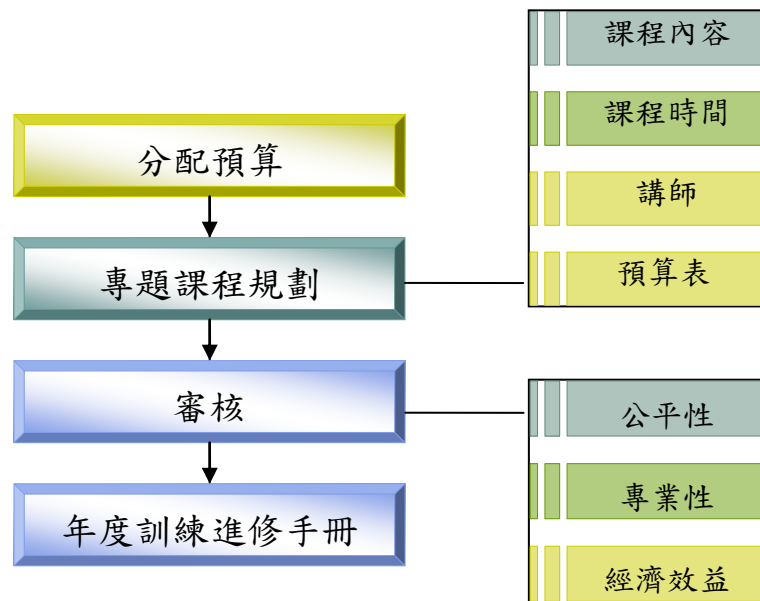 分配預算
專題課程規劃
審核
年度訓練進修手冊
課程內容
課程時間
講師
預算表
公平性
專業性
經濟效益